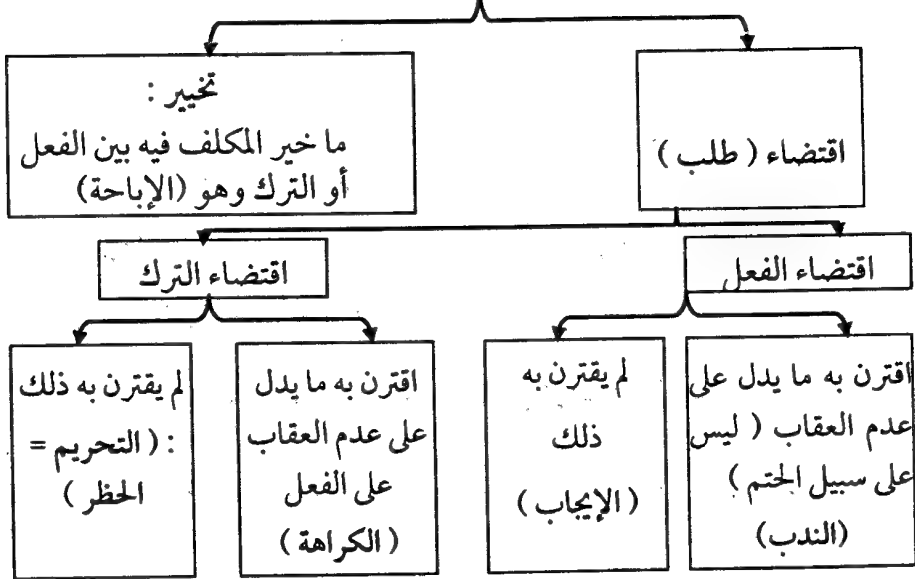 اقتضاء ( طلب )
تخيير :
ما خير المكلف فيه بين الفعل
أو الترك وهو (الإباحة)
اقتضاء الفعل
اقتضاء الترك
اقترن به ما يدل على
عدم العقاب ( ليس
على سبيل الحتم )
(الندب)
لم يقترن به
ذلك
( الإيجاب )
اقترن به ما يدل
على عدم العقاب
على الفعل
( الكراهة )
لم يقترن به ذلك
: ( التحريم =
الحظر )